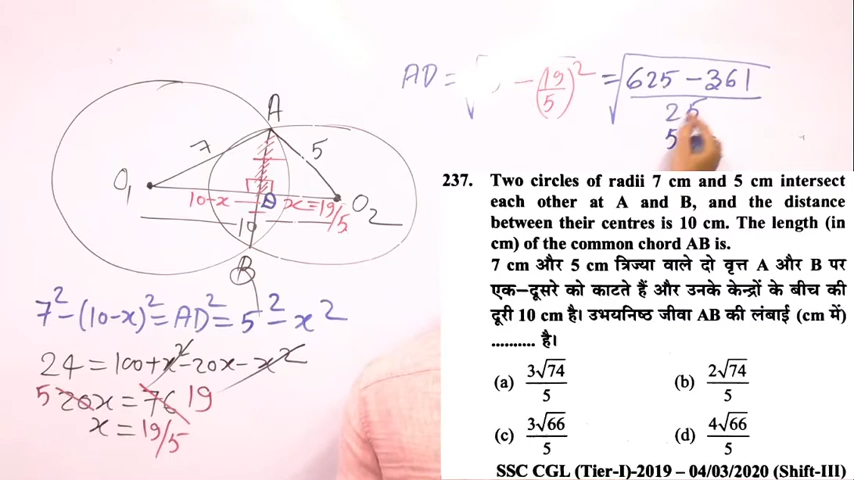 AD = √ − (19/5)² = √625 − 361
25
5
A
7
5
O₁
10-x
D
x=19/5
O₂
10
B
7² − (10−x)² = AD² = 5² − x²
24 = 100 + x² − 20x − x²
5 20x = 76 19
x = 19/5
237. Two circles of radii 7 cm and 5 cm intersect
each other at A and B, and the distance
between their centres is 10 cm. The length (in
cm) of the common chord AB is.
7 cm और 5 cm त्रिज्या वाले दो वृत्त A और B पर
एक–दूसरे को काटते हैं और उनके केन्द्रों के बीच की
दूरी 10 cm है। उभयनिष्ठ जीवा AB की लंबाई (cm में)
.......... है।
(a) 3√74/5 (b) 2√74/5
(c) 3√66/5 (d) 4√66/5
SSC CGL (Tier-I)-2019 – 04/03/2020 (Shift-III)